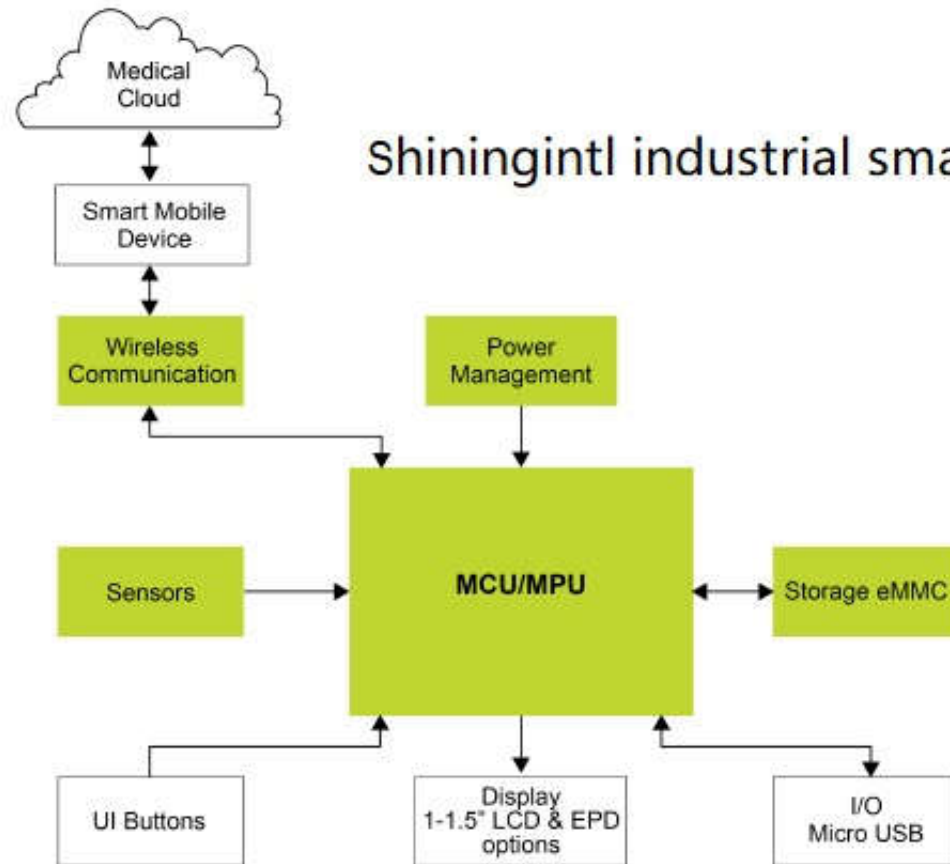 Medical
Cloud
Shiningintl industrial
Smart Mobile
Device
Wireless
Communication
Power
Management
Sensors
MCU/MPU
Storage eMMC
UI Buttons
Display
1-1.5" LCD & EPD
options
I/O
Micro USB